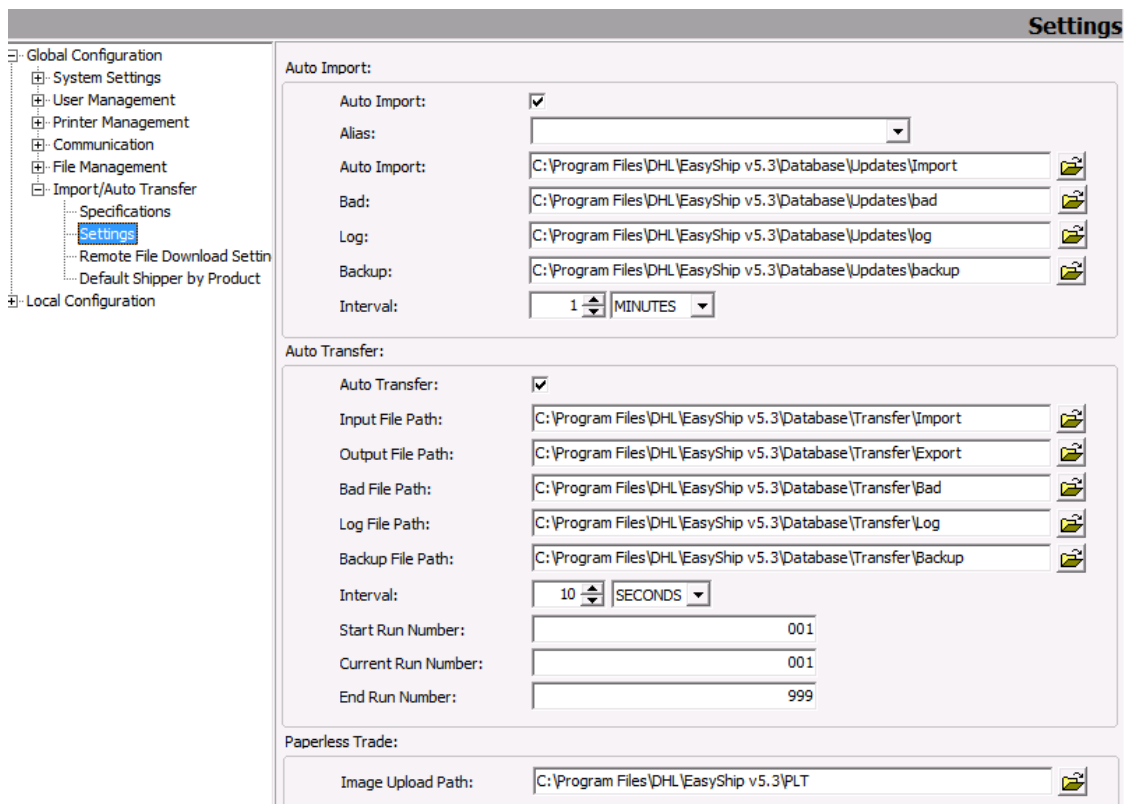 Settings
Global Configuration
System Settings
User Management
Printer Management
Communication
File Management
Import/Auto Transfer
Specifications
Settings
Remote File Download Settin
Default Shipper by Product
Local Configuration
Auto Import:
Auto Import:
Alias:
Auto Import: C:\Program Files\DHL\EasyShip v5.3\Database\Updates\Import
Bad: C:\Program Files\DHL\EasyShip v5.3\Database\Updates\bad
Log: C:\Program Files\DHL\EasyShip v5.3\Database\Updates\log
Backup: C:\Program Files\DHL\EasyShip v5.3\Database\Updates\backup
Interval: 1 MINUTES
Auto Transfer:
Auto Transfer:
Input File Path: C:\Program Files\DHL\EasyShip v5.3\Database\Transfer\Import
Output File Path: C:\Program Files\DHL\EasyShip v5.3\Database\Transfer\Export
Bad File Path: C:\Program Files\DHL\EasyShip v5.3\Database\Transfer\Bad
Log File Path: C:\Program Files\DHL\EasyShip v5.3\Database\Transfer\Log
Backup File Path: C:\Program Files\DHL\EasyShip v5.3\Database\Transfer\Backup
Interval: 10 SECONDS
Start Run Number: 001
Current Run Number: 001
End Run Number: 999
Paperless Trade:
Image Upload Path: C:\Program Files\DHL\EasyShip v5.3\PLT